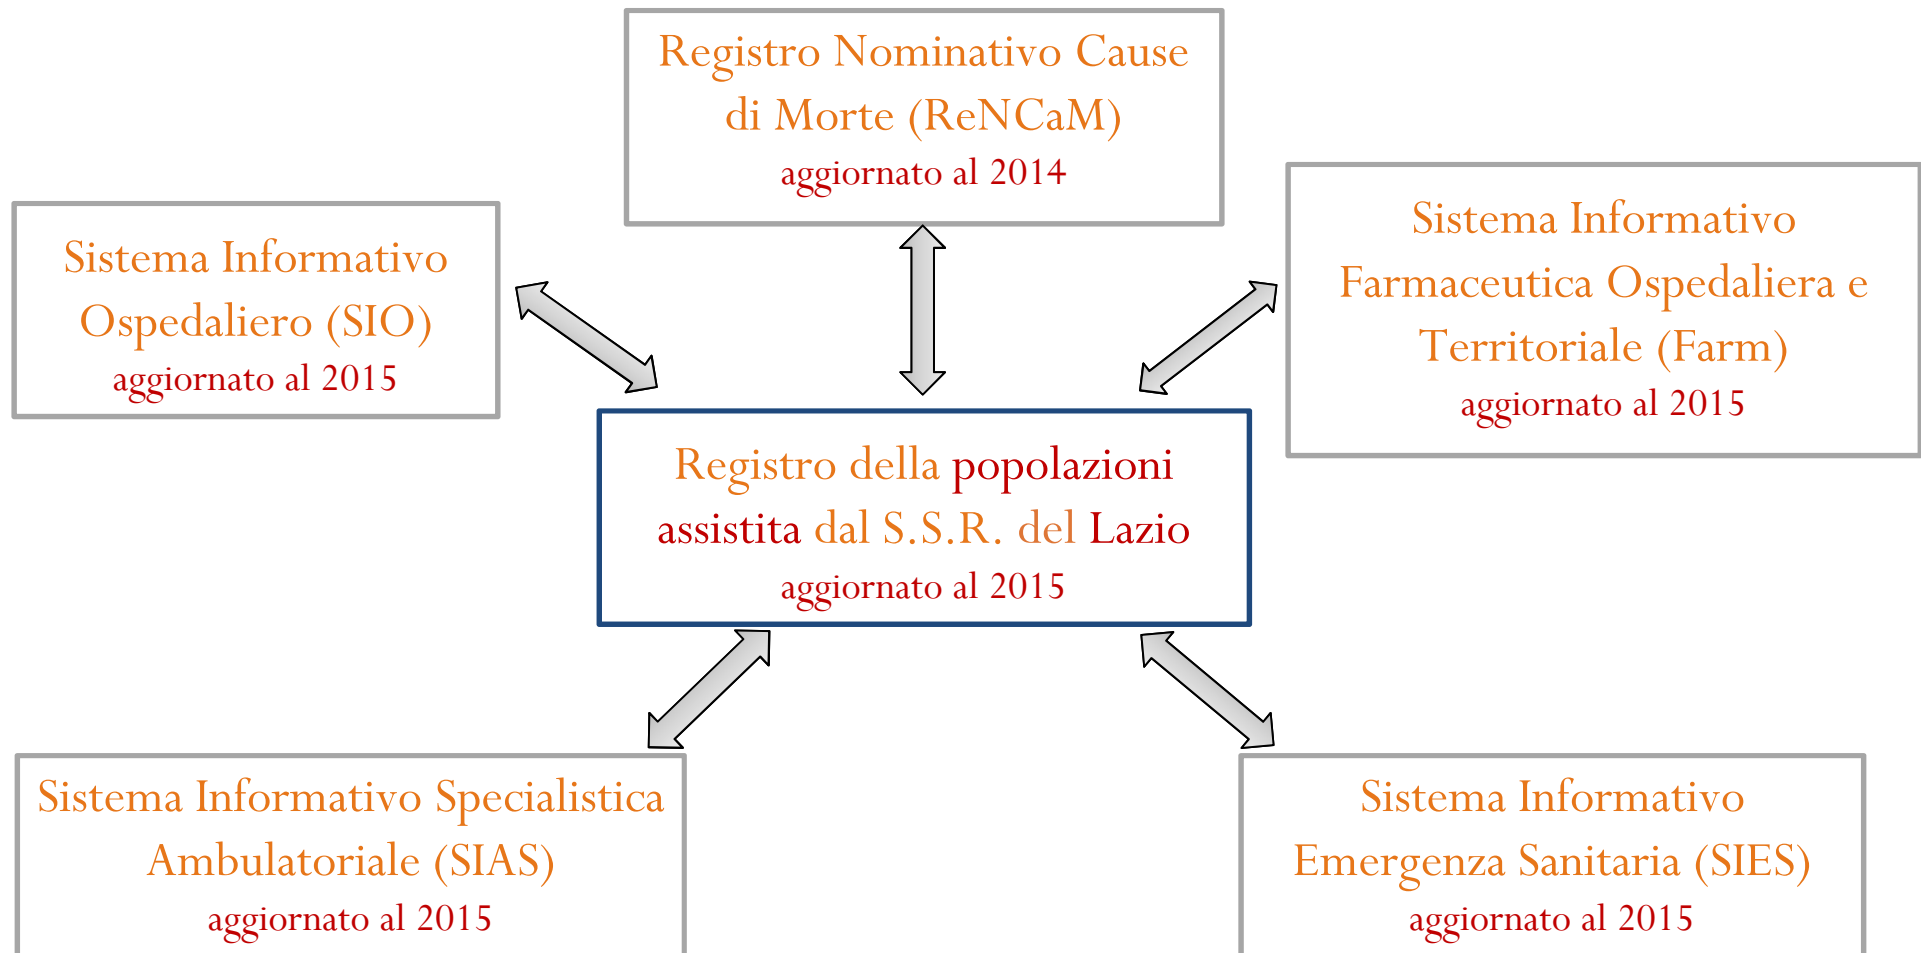 Registro Nominativo Cause
di Morte (ReNCaM)
aggiornato al 2014
Sistema Informativo
Ospedaliero (SIO)
aggiornato al 2015
Sistema Informativo
Farmaceutica Ospedaliera e
Territoriale (Farm)
aggiornato al 2015
Registro della popolazioni
assistita dal S.S.R. del Lazio
aggiornato al 2015
Sistema Informativo Specialistica
Ambulatoriale (SIAS)
aggiornato al 2015
Sistema Informativo
Emergenza Sanitaria (SIES)
aggiornato al 2015